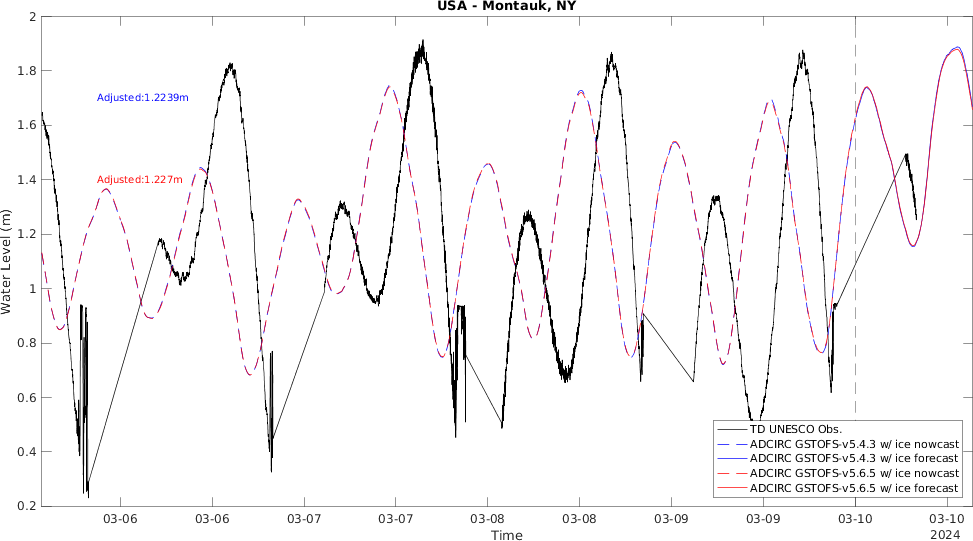 USA - Montauk, NY
2
1.8
1.6
1.4
1.2
1
0.8
0.6
0.4
0.2
Water Level (m)
Adjusted:1.2239m
Adjusted:1.227m
TD UNESCO Obs.
ADCIRC GSTOFS-v5.4.3 w/ ice nowcast
ADCIRC GSTOFS-v5.4.3 w/ ice forecast
ADCIRC GSTOFS-v5.6.5 w/ ice nowcast
ADCIRC GSTOFS-v5.6.5 w/ ice forecast
03-06 03-06 03-07 03-07 03-08 03-08 03-09 03-09 03-10 03-10
Time
2024